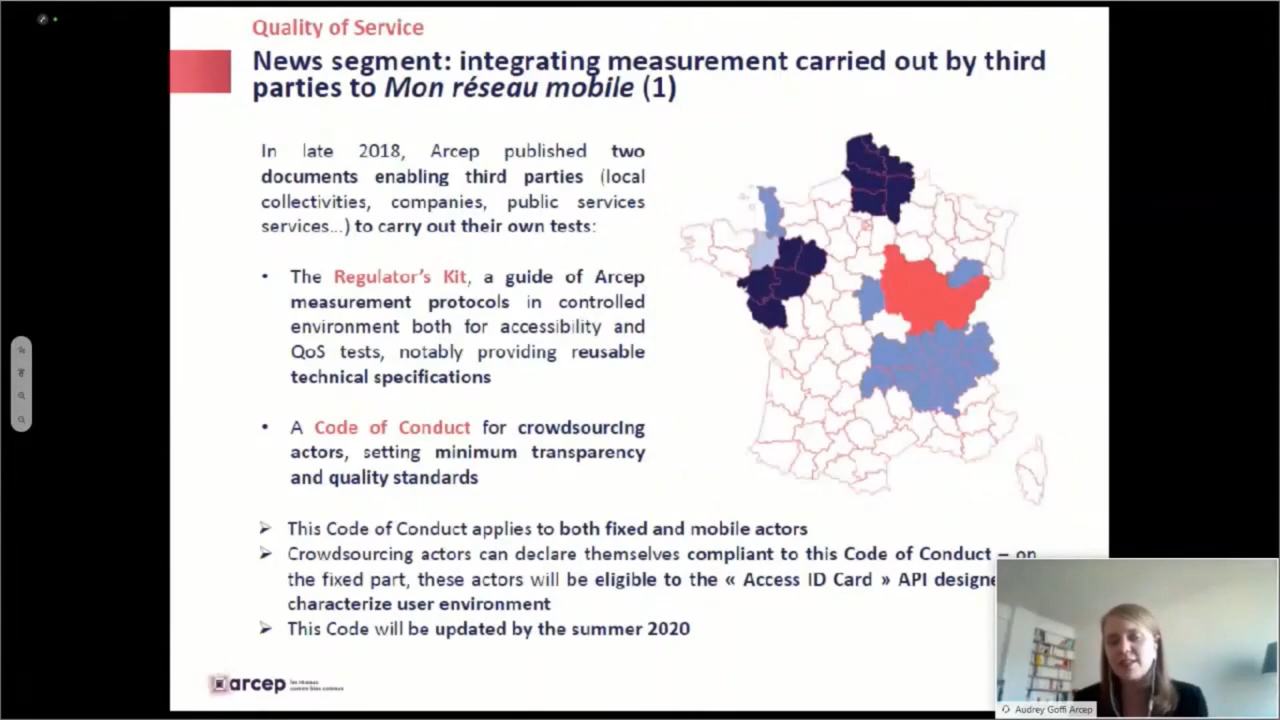 Quality of Service
News segment: integrating measurement carried out by third
parties to Mon réseau mobile (1)
In late 2018, Arcep published two
documents enabling third parties (local
collectivities, companies, public services
services...) to carry out their own tests:
• The Regulator's Kit, a guide of Arcep
measurement protocols in controlled
environment both for accessibility and
QoS tests, notably providing reusable
technical specifications
• A Code of Conduct for crowdsourcing
actors, setting minimum transparency
and quality standards
➢ This Code of Conduct applies to both fixed and mobile actors
➢ Crowdsourcing actors can declare themselves compliant to this Code of Conduct – on
the fixed part, these actors will be eligible to the « Access ID Card » API designe
characterize user environment
➢ This Code will be updated by the summer 2020
arcep
les réseaux
comme bien commun
Audrey Goffi Arcep